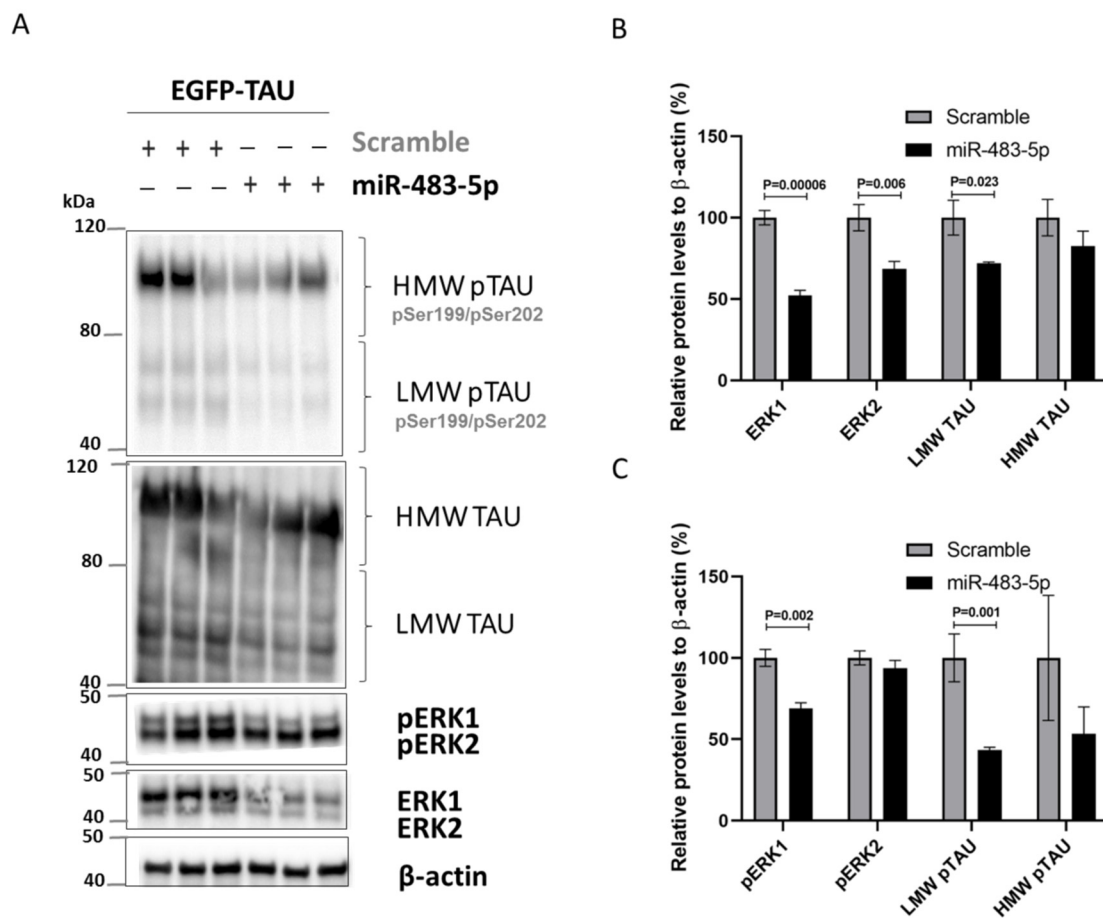 A
EGFP-TAU
+ + + – – – Scramble
– – – + + + miR-483-5p
kDa
120
HMW pTAU
pSer199/pSer202
80
LMW pTAU
pSer199/pSer202
40
120
HMW TAU
80
LMW TAU
40
50
pERK1
pERK2
40
50
ERK1
40
ERK2
50
β-actin
40
B
Relative protein levels to β-actin (%)
Scramble
miR-483-5p
150
100
50
0
P=0.00006
P=0.006
P=0.023
ERK1
ERK2
LMW TAU
HMW TAU
C
Relative protein levels to β-actin (%)
Scramble
miR-483-5p
150
100
50
0
P=0.002
P=0.001
pERK1
pERK2
LMW pTAU
HMW pTAU